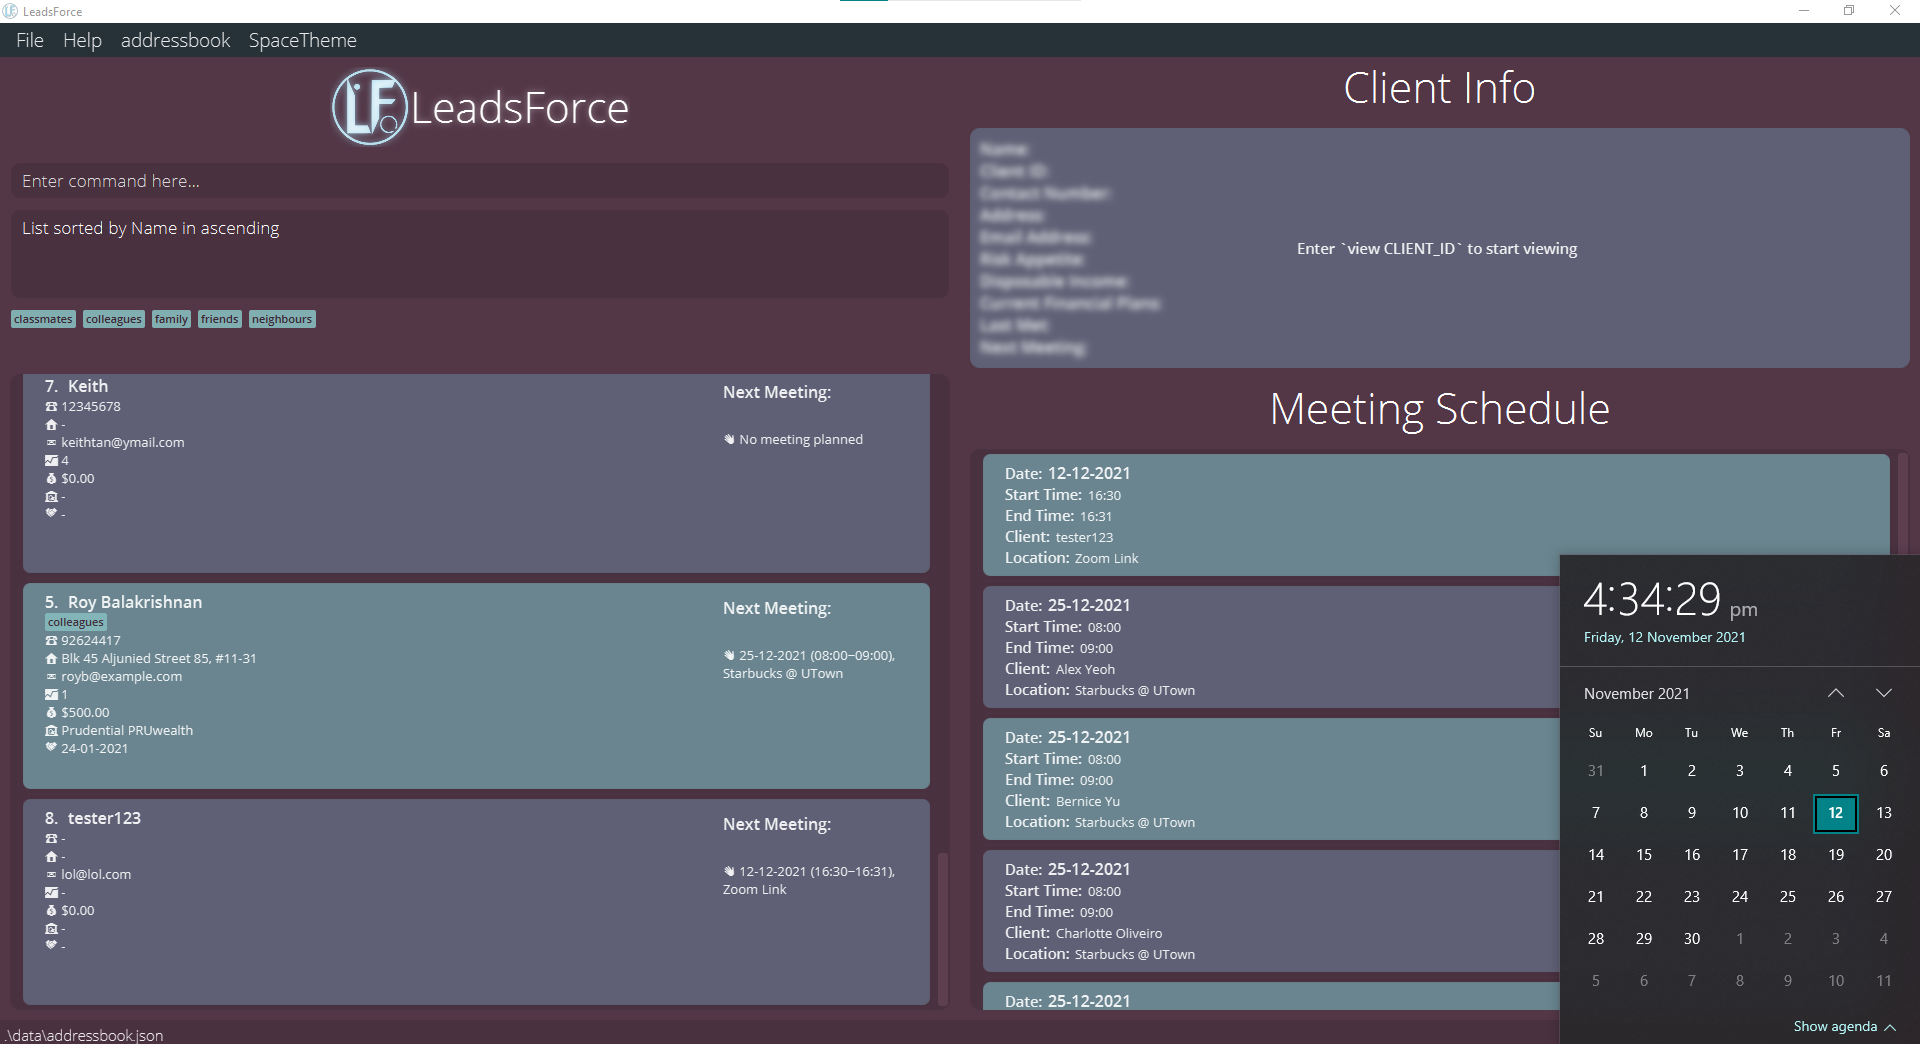 LeadsForce
File Help addressbook SpaceTheme
LF LeadsForce
Enter command here...
List sorted by Name in ascending
classmates colleagues family friends neighbours
7. Keith
12345678
-
keithtan@ymail.com
4
$0.00
-
-
Next Meeting:
No meeting planned
5. Roy Balakrishnan
colleagues
92624417
Blk 45 Aljunied Street 85, #11-31
royb@example.com
1
$500.00
Prudential PRUwealth
24-01-2021
Next Meeting:
25-12-2021 (08:00~09:00),
Starbucks @ UTown
8. tester123
-
-
lol@lol.com
-
$0.00
-
-
Next Meeting:
12-12-2021 (16:30~16:31),
Zoom Link
.\data\addressbook.json
Client Info
Name:
Client ID:
Contact Number:
Address:
Email Address:
Risk Appetite:
Disposable Income:
Current Financial Plans:
Last Met:
Next Meeting:
Enter `view CLIENT_ID` to start viewing
Meeting Schedule
Date: 12-12-2021
Start Time: 16:30
End Time: 16:31
Client: tester123
Location: Zoom Link
Date: 25-12-2021
Start Time: 08:00
End Time: 09:00
Client: Alex Yeoh
Location: Starbucks @ UTown
Date: 25-12-2021
Start Time: 08:00
End Time: 09:00
Client: Bernice Yu
Location: Starbucks @ UTown
Date: 25-12-2021
Start Time: 08:00
End Time: 09:00
Client: Charlotte Oliveiro
Location: Starbucks @ UTown
Date: 25-12-2021
4:34:29 pm
Friday, 12 November 2021
November 2021
Su Mo Tu We Th Fr Sa
31 1 2 3 4 5 6
7 8 9 10 11 12 13
14 15 16 17 18 19 20
21 22 23 24 25 26 27
28 29 30 1 2 3 4
5 6 7 8 9 10 11
Show agenda